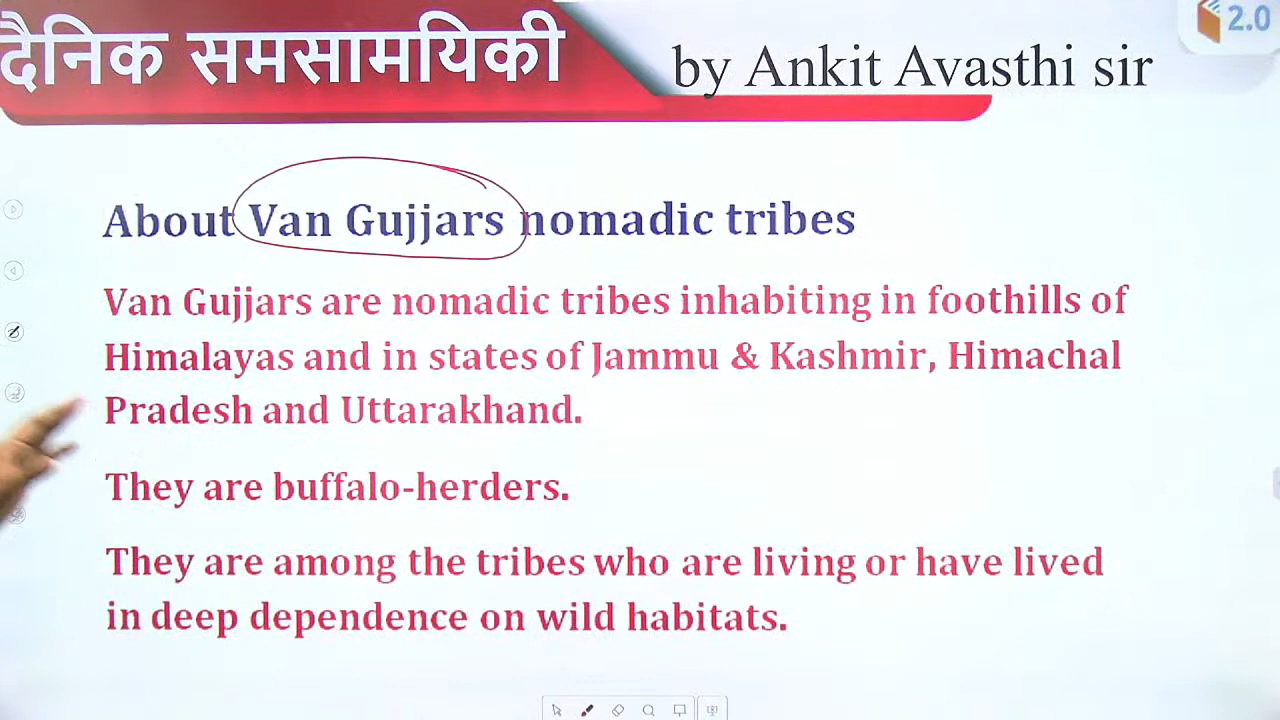 दैनिक समसामयिकी by Ankit Avasthi sir
2.0
About Van Gujjars nomadic tribes
Van Gujjars are nomadic tribes inhabiting in foothills of
Himalayas and in states of Jammu & Kashmir, Himachal
Pradesh and Uttarakhand.
They are buffalo-herders.
They are among the tribes who are living or have lived
in deep dependence on wild habitats.